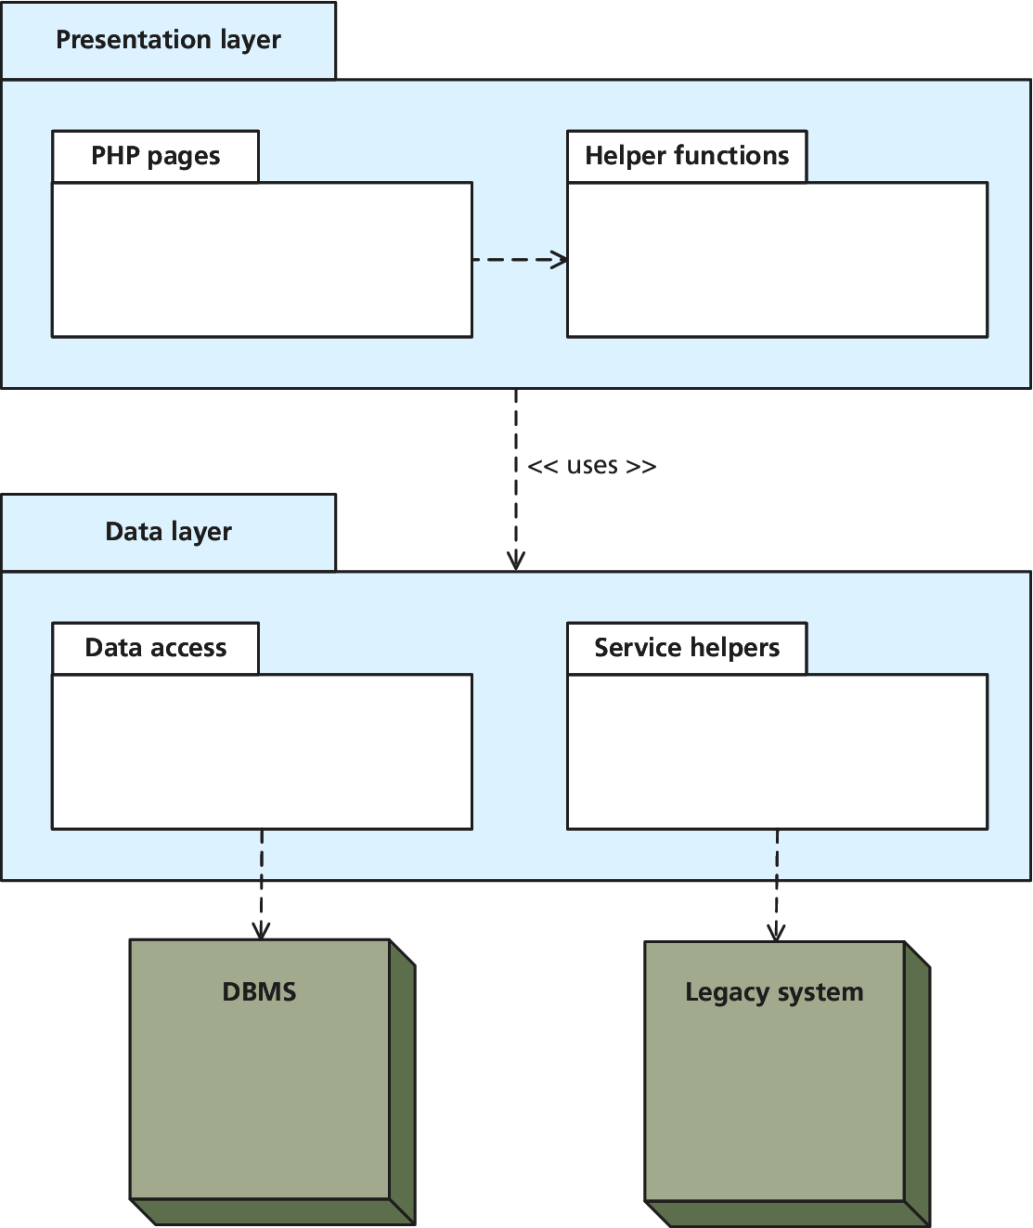 Presentation layer
PHP pages
Helper functions
<< uses >>
Data layer
Data access
Service helpers
DBMS
Legacy system